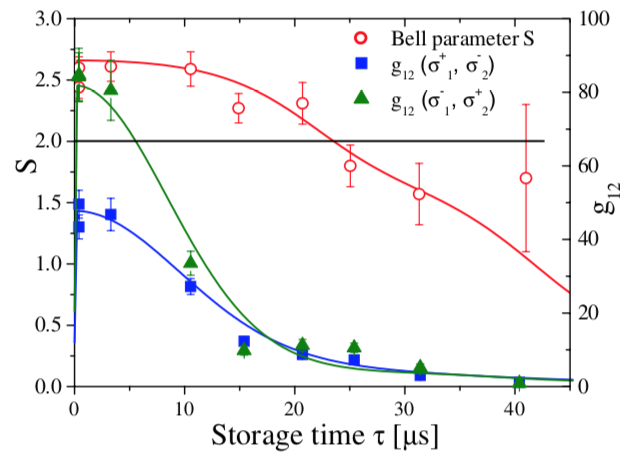 3.0
2.5
2.0
1.5
1.0
0.5
0.0
S
100
80
60
40
20
0
g₁₂
Bell parameter S
g₁₂ (σ⁺₁, σ⁻₂)
g₁₂ (σ⁻₁, σ⁺₂)
0 10 20 30 40
Storage time τ [μs]